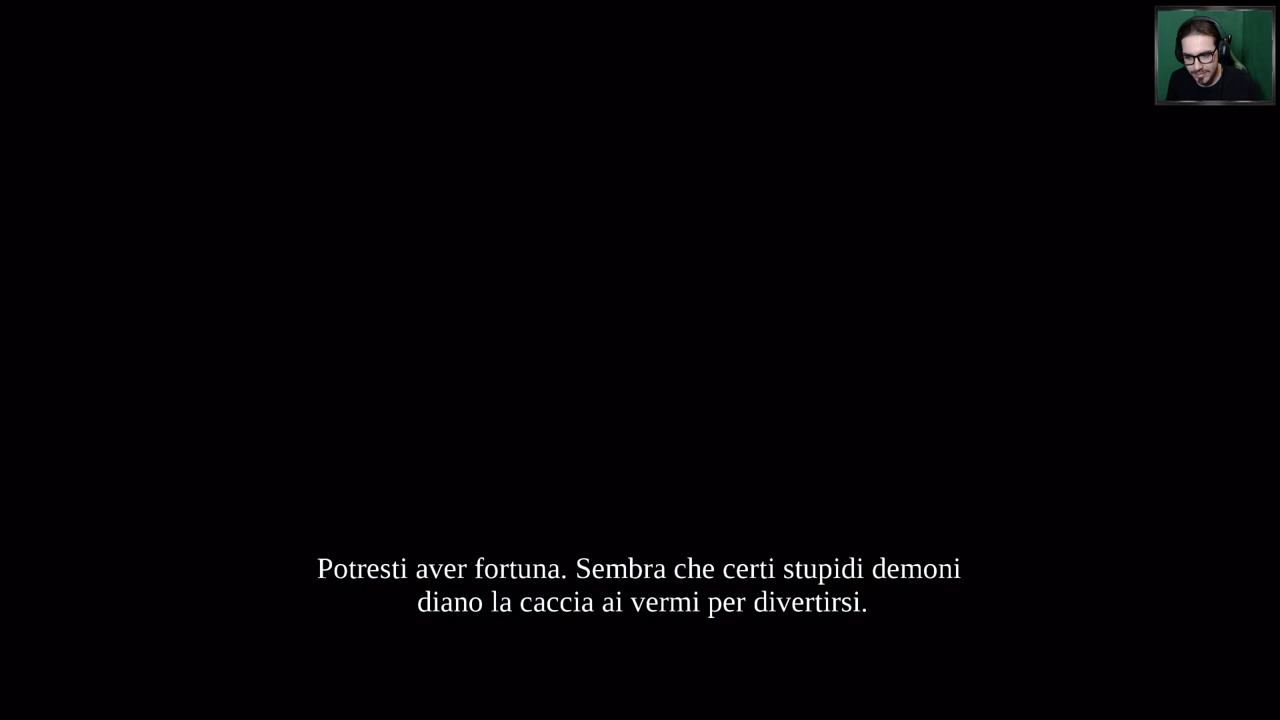 Potresti aver fortuna. Sembra che certi stupidi demoni
diano la caccia ai vermi per divertirsi.